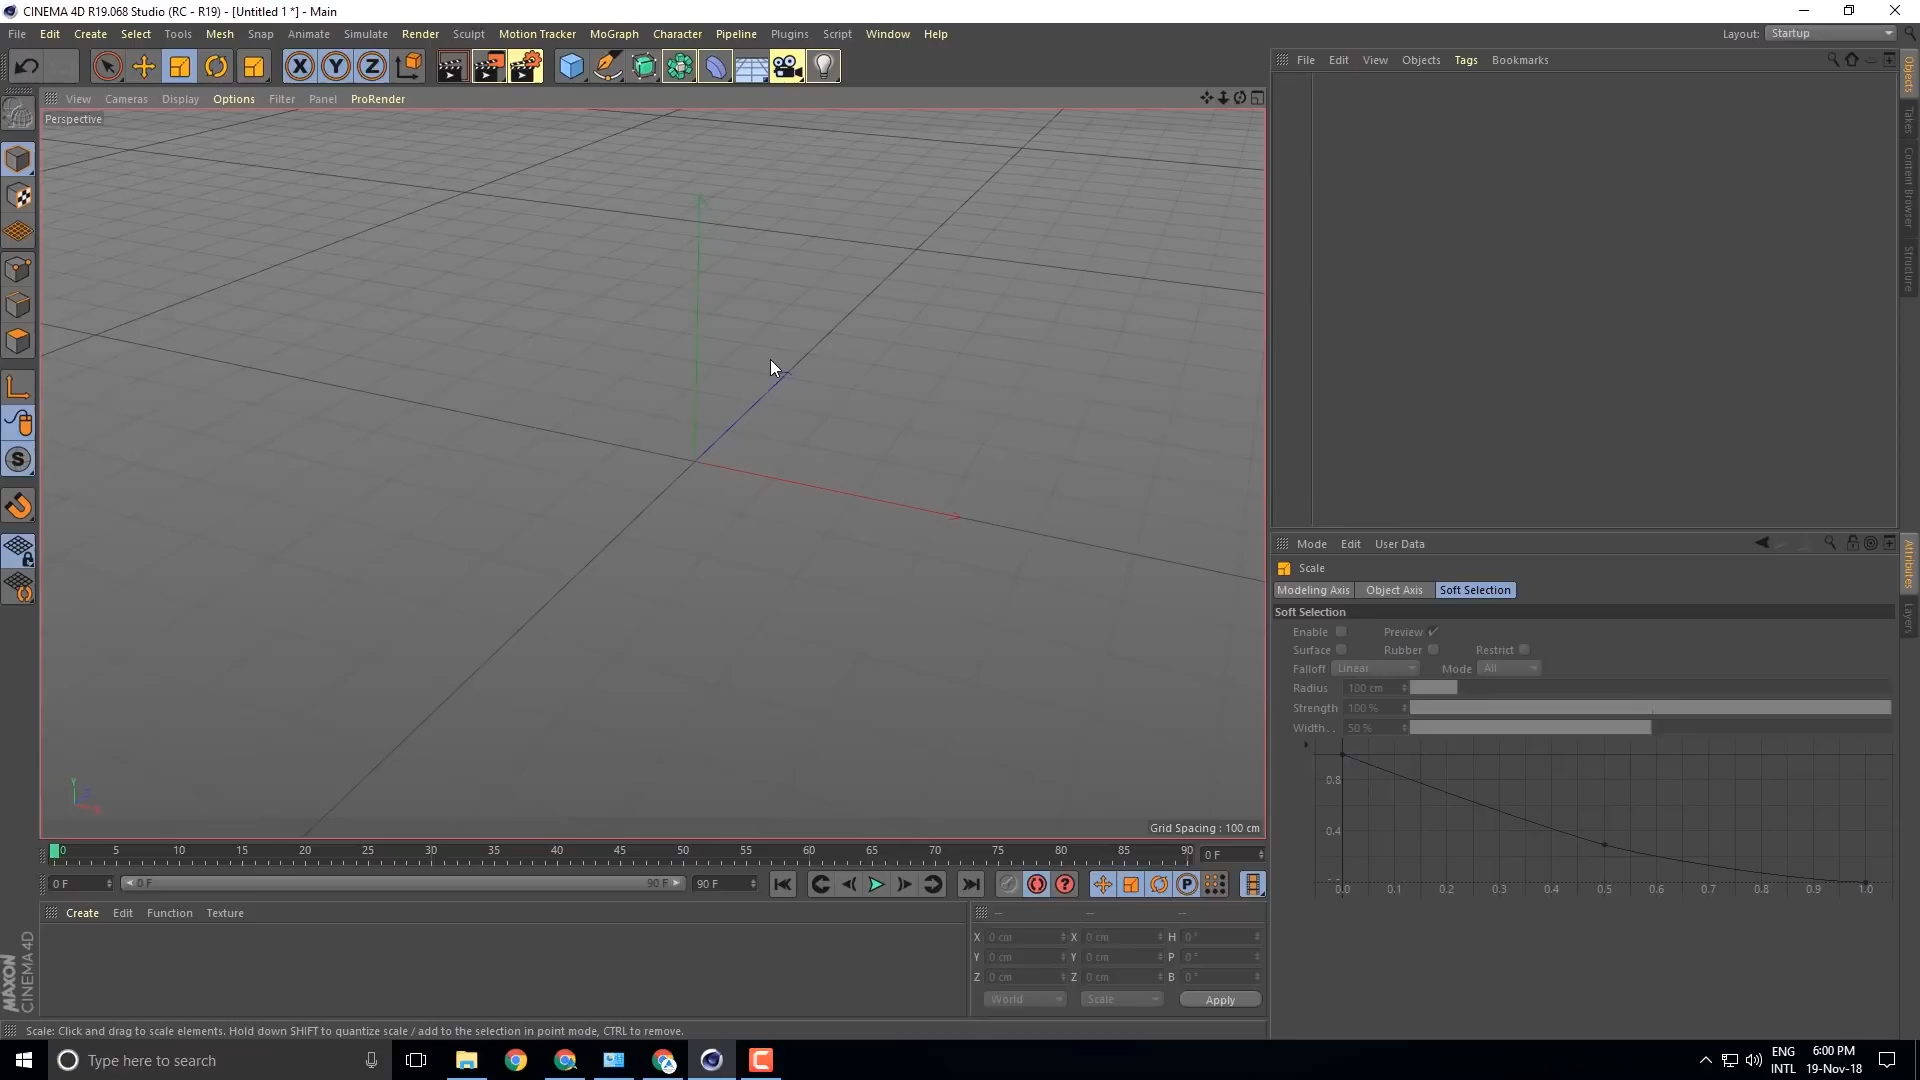 CINEMA 4D R19.068 Studio (RC - R19) - [Untitled 1 *] - Main
File Edit Create Select Tools Mesh Snap Animate Simulate Render Sculpt Motion Tracker MoGraph Character Pipeline Plugins Script Window Help
Layout: Startup
X Y Z
File Edit View Objects Tags Bookmarks
View Cameras Display Options Filter Panel ProRender
Perspective
Objects
Takes
Content Browser
Structure
Mode Edit User Data
Scale
Modeling Axis Object Axis Soft Selection
Soft Selection
Enable Preview
Surface Rubber Restrict
Falloff Linear Mode All
Radius 100 cm
Strength 100 %
Width.. 50 %
0.8
0.4
0.0 0.1 0.2 0.3 0.4 0.5 0.6 0.7 0.8 0.9 1.0
Attributes
Layers
S
Y
Grid Spacing : 100 cm
0 5 10 15 20 25 30 35 40 45 50 55 60 65 70 75 80 85 90 0 F
0 F 0 F 90 F 90 F
P
Create Edit Function Texture
-- -- --
X 0 cm X 0 cm H 0 °
Y 0 cm Y 0 cm P 0 °
Z 0 cm Z 0 cm B 0 °
World Scale Apply
MAXON
CINEMA 4D
Scale: Click and drag to scale elements. Hold down SHIFT to quantize scale / add to the selection in point mode, CTRL to remove.
Type here to search
ENG
INTL
6:00 PM
19-Nov-18